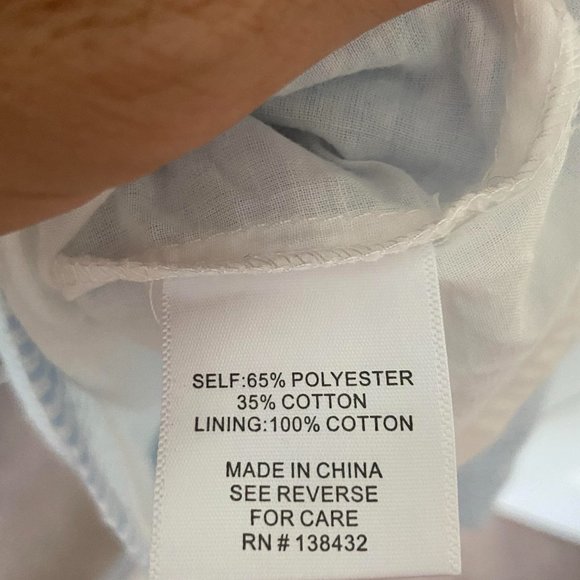 SELF:65% POLYESTER
35% COTTON
LINING:100% COTTON
MADE IN CHINA
SEE REVERSE
FOR CARE
RN # 138432